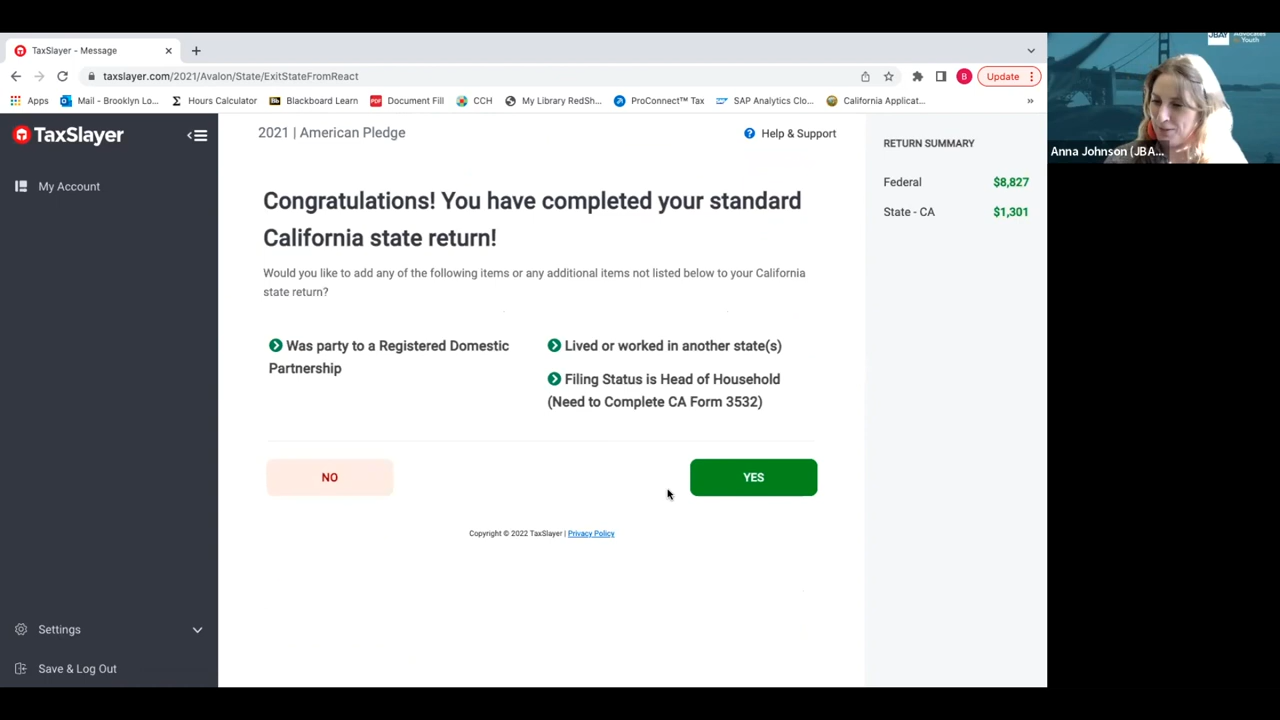 TaxSlayer - Message
taxslayer.com/2021/Avalon/State/ExitStateFromReact
B
Update
Apps
Mail - Brooklyn Lo...
Hours Calculator
Blackboard Learn
PDF
Document Fill
CCH
My Library RedSh...
ProConnect™ Tax
SAP Analytics Clo...
California Applicat...
»
TaxSlayer
My Account
Settings
Save & Log Out
2021 | American Pledge
Help & Support
Congratulations! You have completed your standard
California state return!
Would you like to add any of the following items or any additional items not listed below to your California
state return?
Was party to a Registered Domestic
Partnership
Lived or worked in another state(s)
Filing Status is Head of Household
(Need to Complete CA Form 3532)
NO
YES
Copyright © 2022 TaxSlayer | Privacy Policy
RETURN SUMMARY
Federal $8,827
State - CA $1,301
JBAY
Advocates
for Youth
Anna Johnson (JBA...